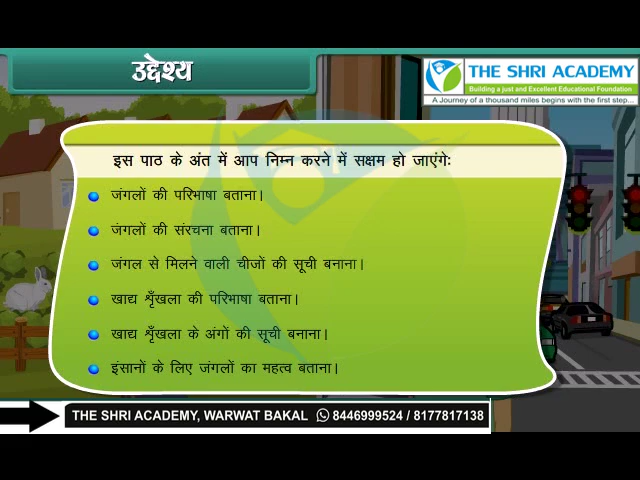 उद्देश्य
THE SHRI ACADEMY
Building a just and Excellent Educational Foundation
A Journey of a thousand miles begins with the first step...
इस पाठ के अंत में आप निम्न करने में सक्षम हो जाएंगे:
जंगलों की परिभाषा बताना।
जंगलों की संरचना बताना।
जंगल से मिलने वाली चीजों की सूची बनाना।
खाद्य शृँखला की परिभाषा बताना।
खाद्य शृँखला के अंगों की सूची बनाना।
इंसानों के लिए जंगलों का महत्व बताना।
THE SHRI ACADEMY, WARWAT BAKAL 8446999524 / 8177817138